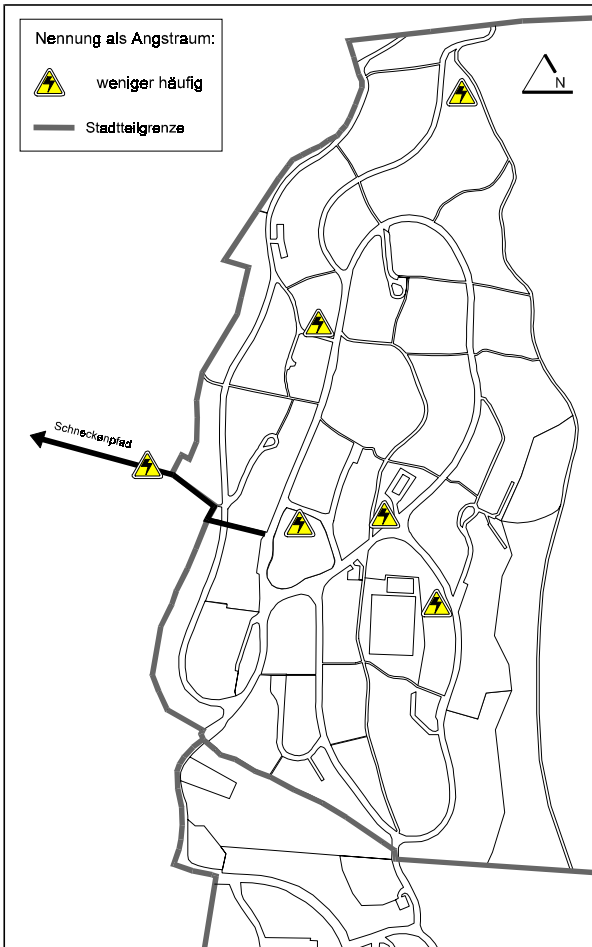 Nennung als Angstraum:
weniger häufig
Stadtteilgrenze
N
Schneckenpfad